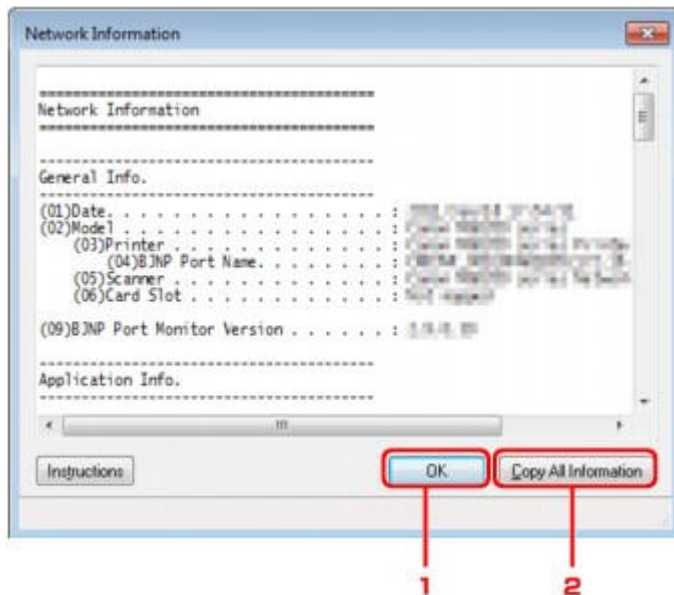 Network Information
========================================
Network Information
========================================
----------------------------------------
General Info.
----------------------------------------
(01)Date. . . . . . . . . . . . . . . . . :
(02)Model . . . . . . . . . . . . . . . . :
(03)Printer . . . . . . . . . . . . . :
(04)BJNP Port Name. . . . . . . . :
(05)Scanner . . . . . . . . . . . . . :
(06)Card Slot . . . . . . . . . . . . :
(09)BJNP Port Monitor Version . . . . . . :
----------------------------------------
Application Info.
----------------------------------------
Instructions
OK
Copy All Information
1
2